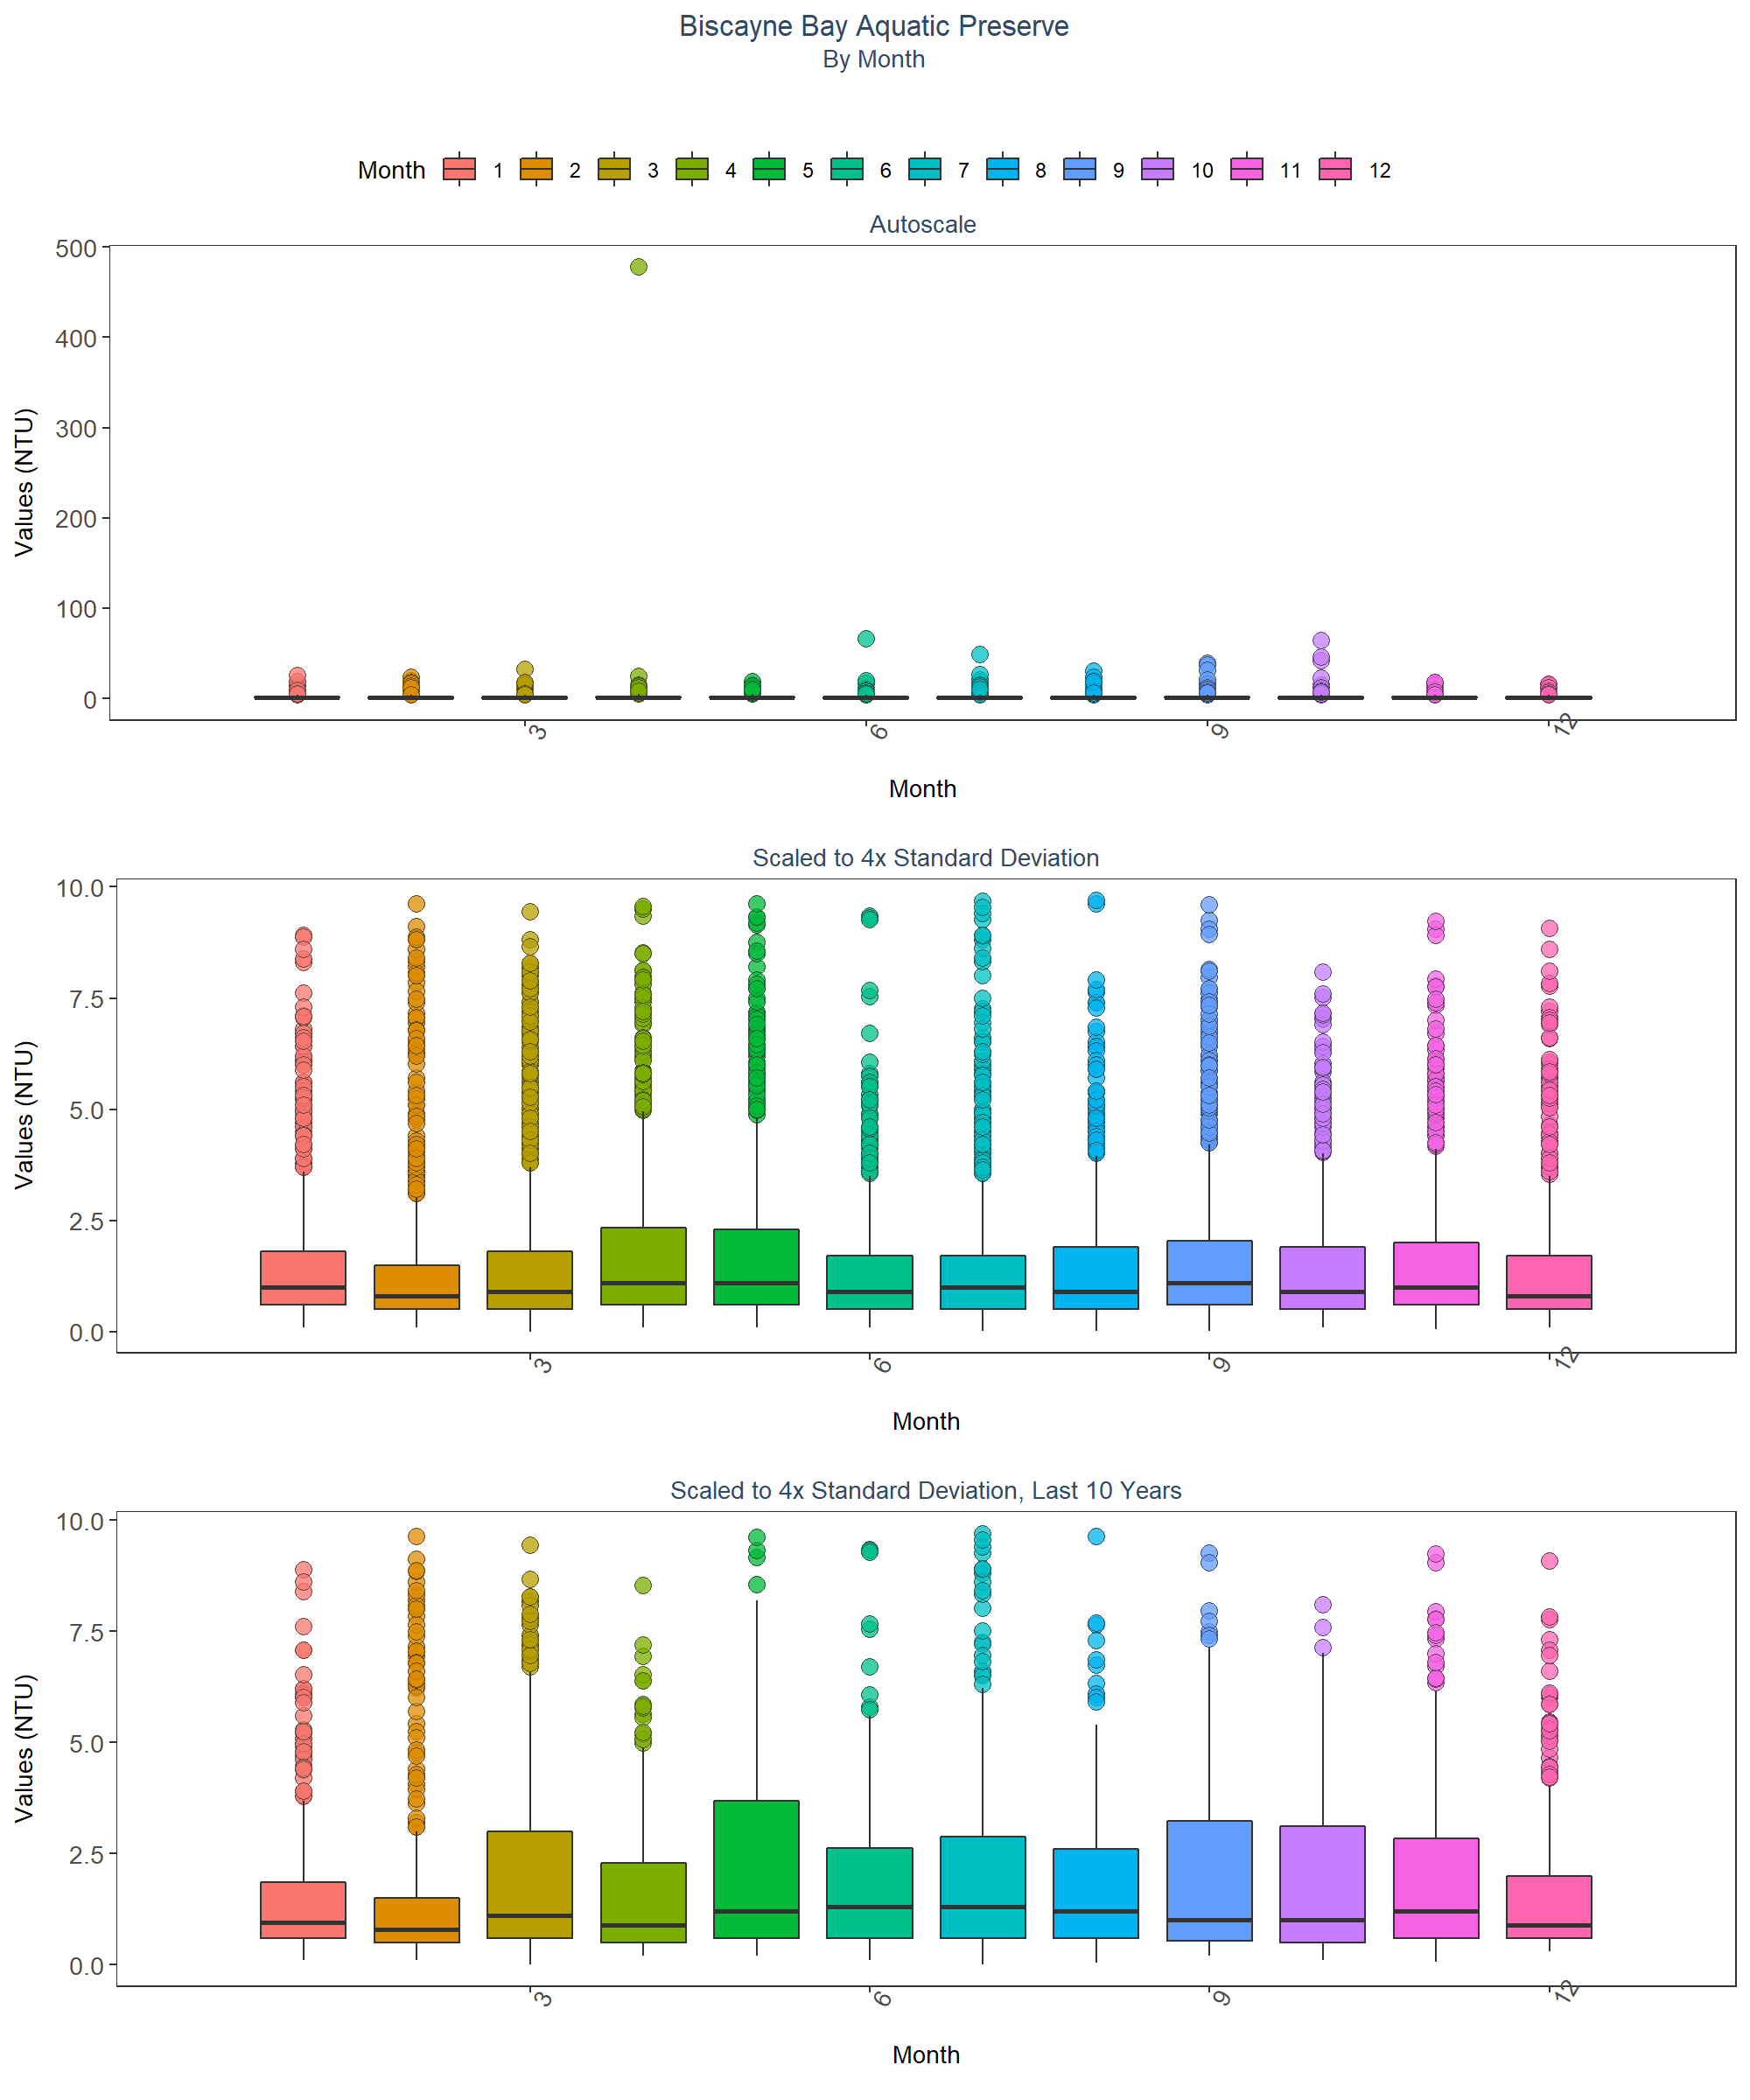 Biscayne Bay Aquatic Preserve
By Month
Month 1 2 3 4 5 6 7 8 9 10 11 12
Autoscale
Values (NTU)
500
400
300
200
100
0
3 6 9 12
Month
Scaled to 4x Standard Deviation
Values (NTU)
10.0
7.5
5.0
2.5
0.0
3 6 9 12
Month
Scaled to 4x Standard Deviation, Last 10 Years
Values (NTU)
10.0
7.5
5.0
2.5
0.0
3 6 9 12
Month